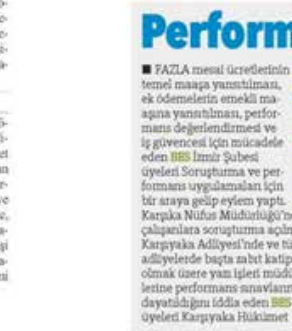 Perform
■ FAZLA mesai ücretlerinin
temel maaşa yansıtılması,
ek ödemelerin emekli ma-
aşına yansıtılması, perfor-
mans değerlendirmesi ve
iş güvencesi için mücadele
eden BES İzmir Şubesi
üyeleri Soruşturma ve per-
formans uygulamaları için
bir araya gelip eylem yaptı.
Karşıka Nüfus Müdürlüğü'n
çalışanlara soruşturma açıln
Karşıyaka Adliyesi'nde ve tü
adliyelerde başta zabıt katip
olmak üzere yazı işleri müdü
lerine performans sınavların
dayatıldığını iddia eden BES
üyeleri Karşıyaka Hükümet